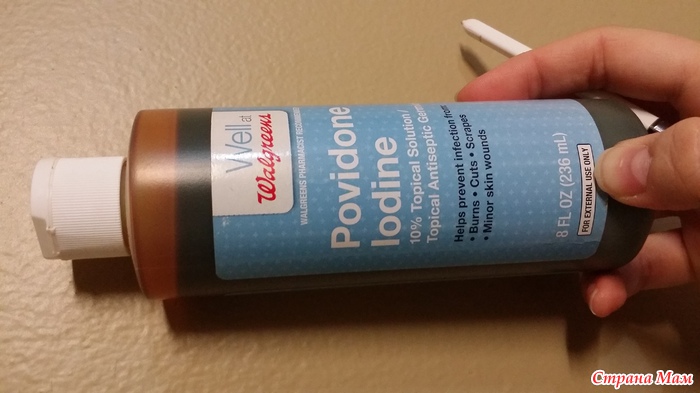 Well at
Walgreens
WALGREENS PHARMACIST RECOMMENDED
Povidone
Iodine
10% Topical Solution/
Topical Antiseptic
Helps prevent infection from:
• Burns • Cuts • Scrapes
• Minor skin wounds
8 FL OZ (236 mL)
FOR EXTERNAL USE ONLY
Страна Мам